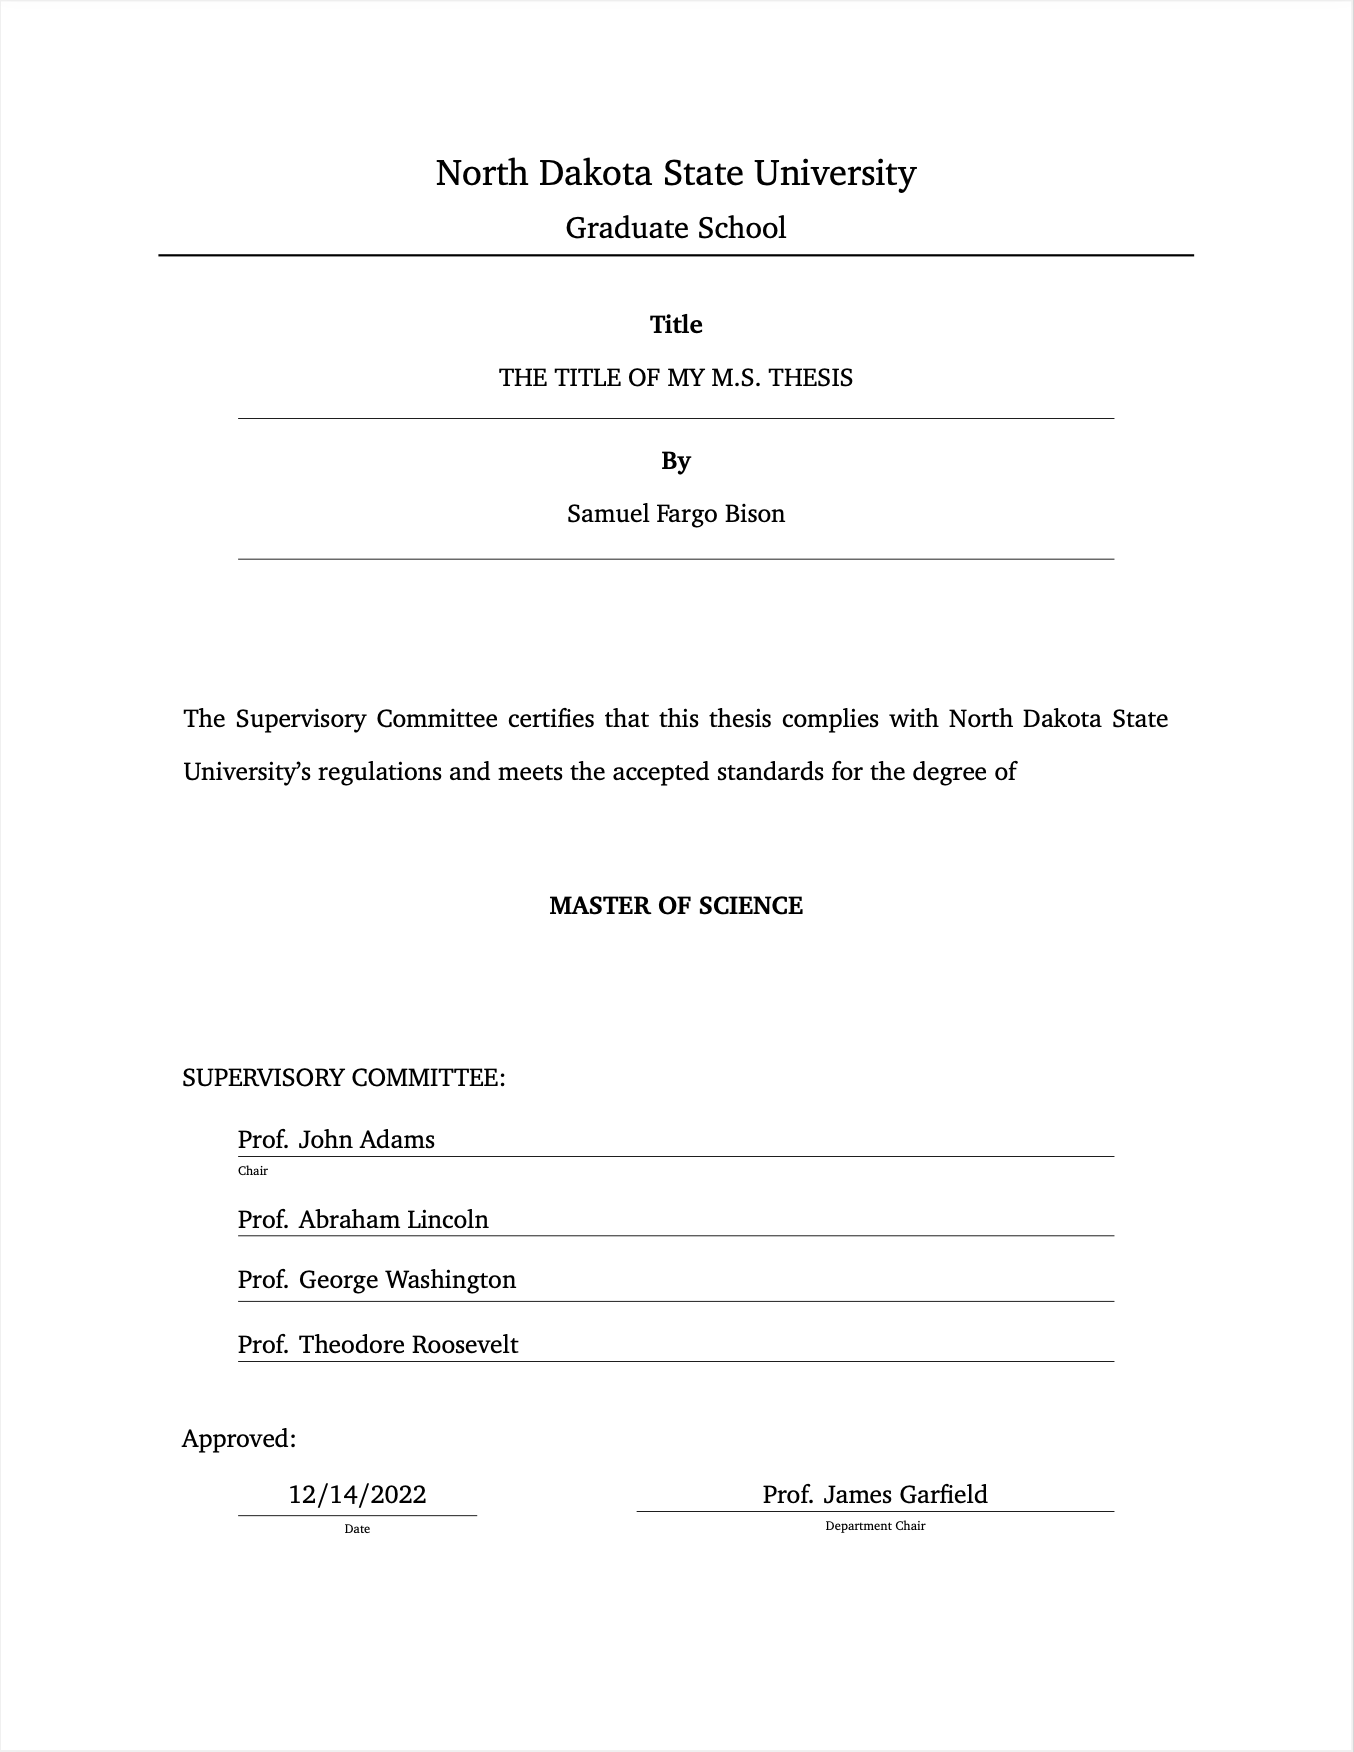 North Dakota State University
Graduate School
Title
THE TITLE OF MY M.S. THESIS
By
Samuel Fargo Bison
The Supervisory Committee certifies that this thesis complies with North Dakota State
University’s regulations and meets the accepted standards for the degree of
MASTER OF SCIENCE
SUPERVISORY COMMITTEE:
Prof. John Adams
Chair
Prof. Abraham Lincoln
Prof. George Washington
Prof. Theodore Roosevelt
Approved:
12/14/2022 Prof. James Garfield
Date Department Chair